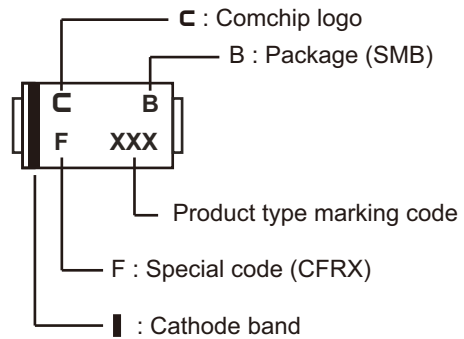 C : Comchip logo
B : Package (SMB)
C B
F XXX
Product type marking code
F : Special code (CFRX)
: Cathode band